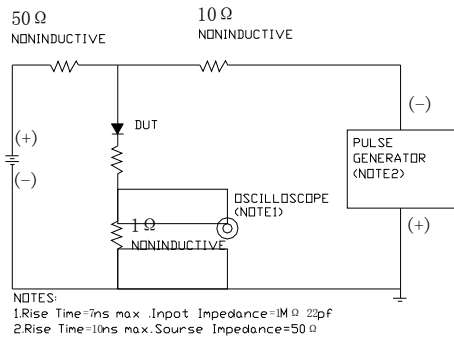 50 Ω
NONINDUCTIVE
10 Ω
NONINDUCTIVE
(+)
(-)
DUT
(-)
PULSE
GENERATOR
(NOTE2)
(+)
OSCILLOSCOPE
(NOTE1)
1 Ω
NONINDUCTIVE
NOTES:
1.Rise Time=7ns max .Inpot Impedance=1M Ω 22pf
2.Rise Time=10ns max.Sourse Impedance=50 Ω